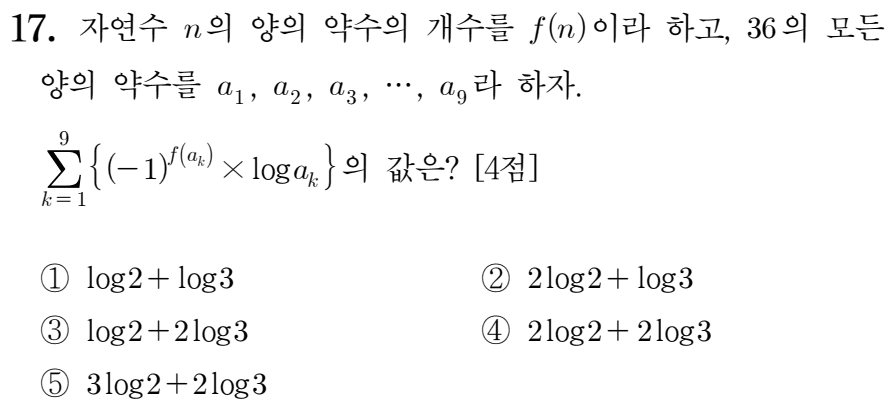 17. 자연수 n의 양의 약수의 개수를 f(n)이라 하고, 36의 모든
양의 약수를 a₁, a₂, a₃, ⋯, a₉라 하자.
∑_{k=1}^{9} {(−1)^{f(a_k)} × log a_k}의 값은? [4점]
① log2+log3 ② 2log2+log3
③ log2+2log3 ④ 2log2+2log3
⑤ 3log2+2log3